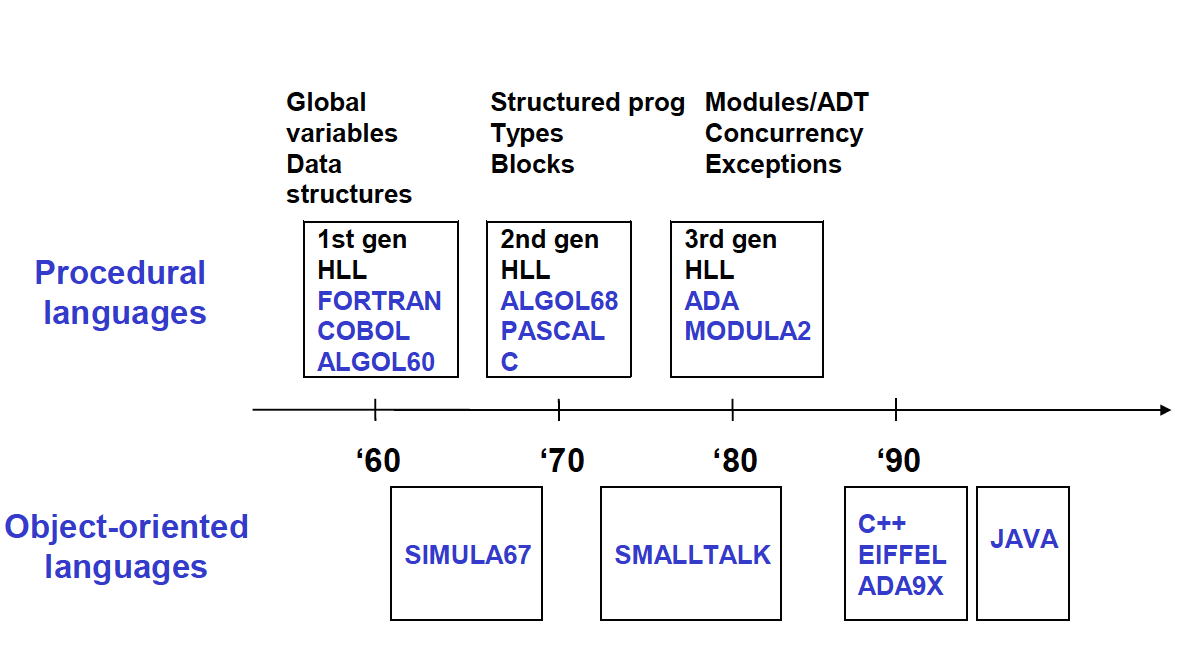 Global
variables
Data
structures
Structured prog
Types
Blocks
Modules/ADT
Concurrency
Exceptions
Procedural
languages
1st gen
HLL
FORTRAN
COBOL
ALGOL60
2nd gen
HLL
ALGOL68
PASCAL
C
3rd gen
HLL
ADA
MODULA2
‘60
‘70
‘80
‘90
Object-oriented
languages
SIMULA67
SMALLTALK
C++
EIFFEL
ADA9X
JAVA